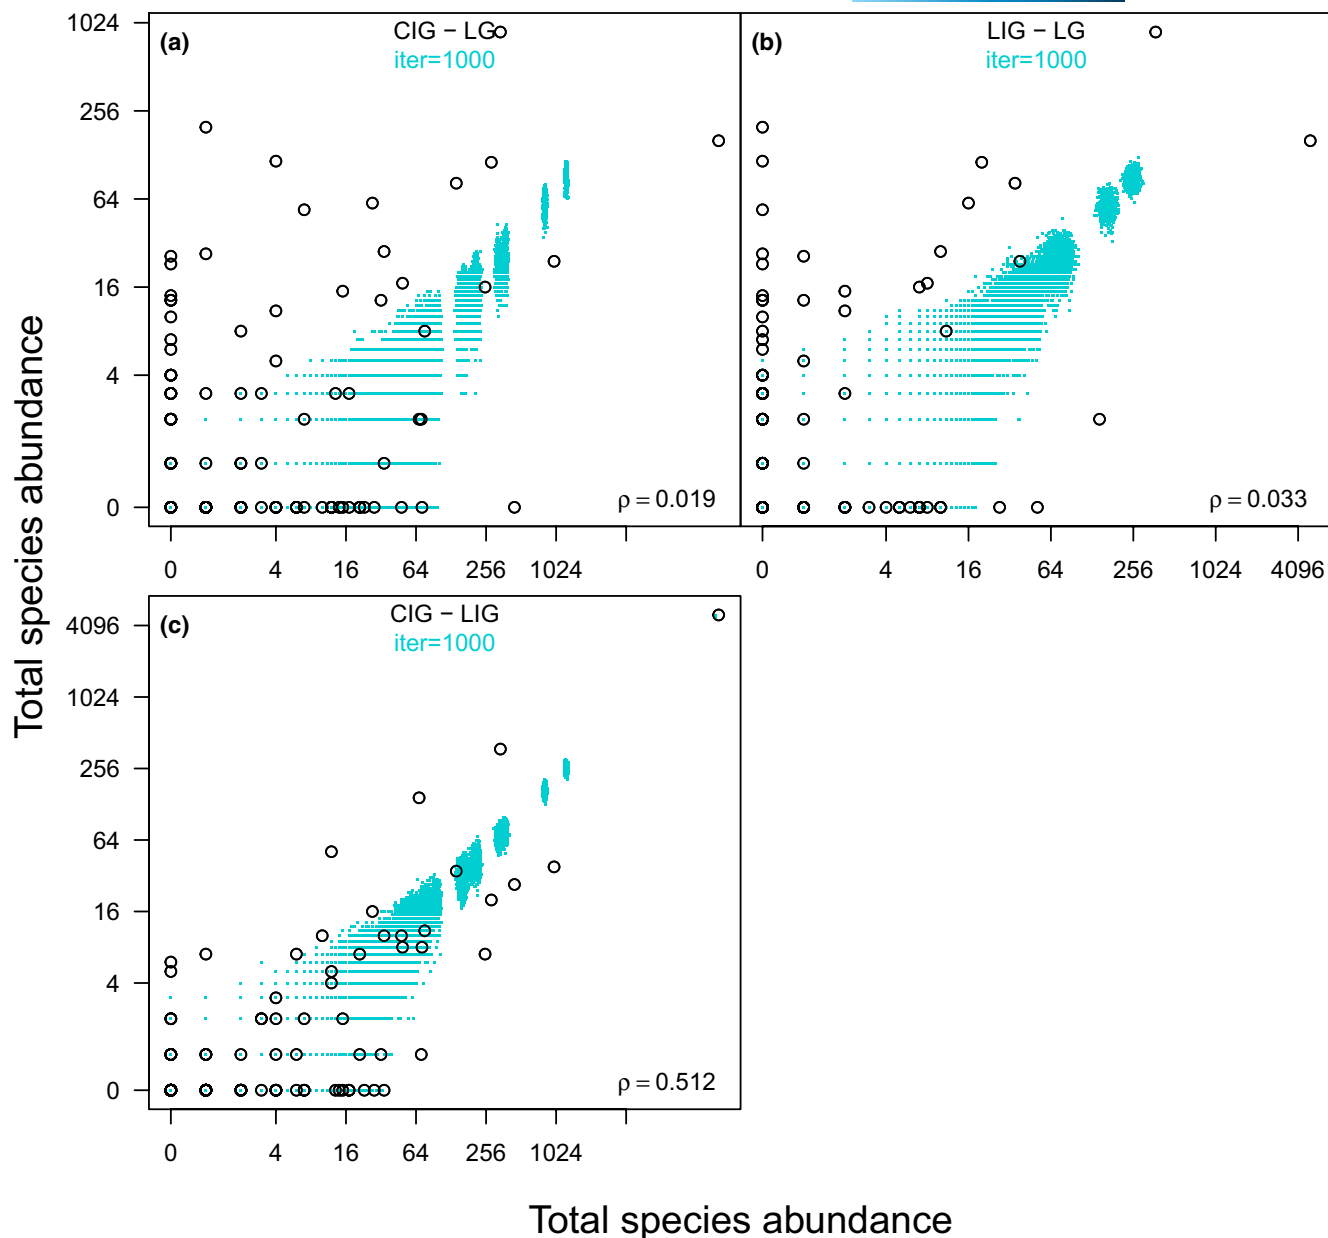 (a)
CIG − LG
iter=1000
1024
256
64
16
4
0
ρ = 0.019
0 4 16 64 256 1024
(b)
LIG − LG
iter=1000
ρ = 0.033
0 4 16 64 256 1024 4096
(c)
CIG − LIG
iter=1000
4096
1024
256
64
16
4
0
ρ = 0.512
0 4 16 64 256 1024
Total species abundance
Total species abundance